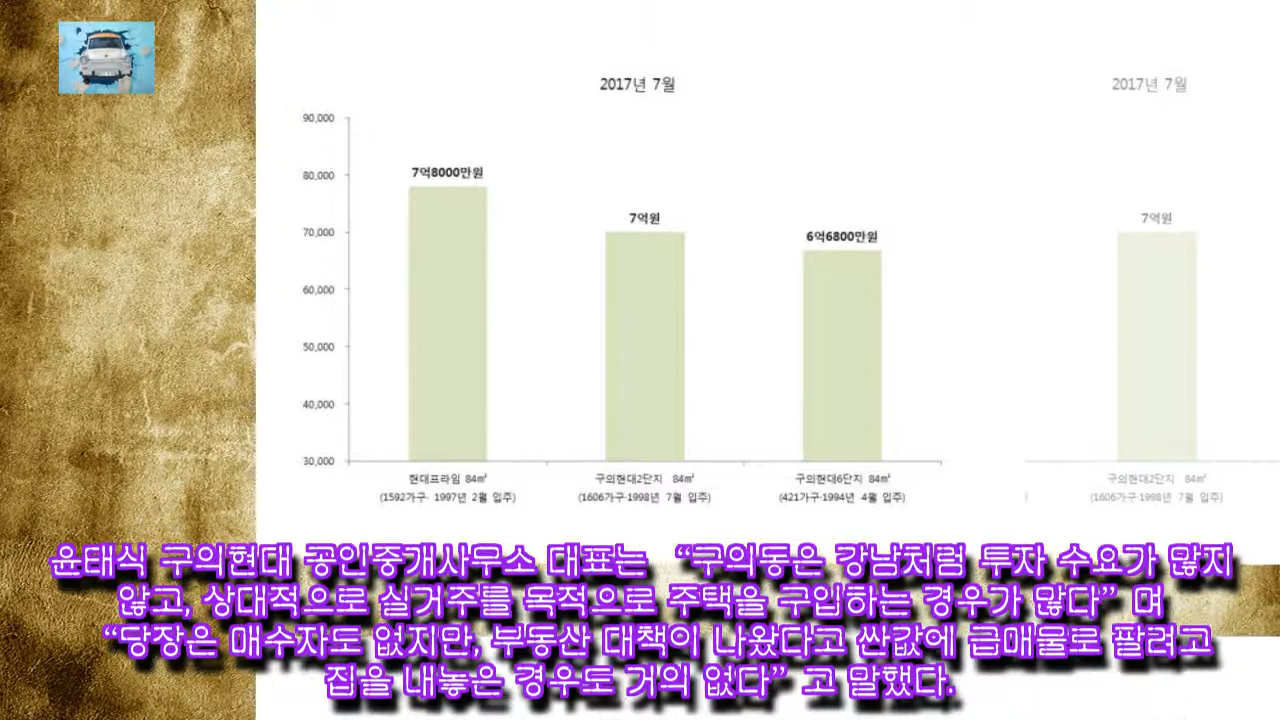 2017년 7월
90,000
80,000
70,000
60,000
50,000
40,000
30,000
7억8000만원
7억원
6억6800만원
현대프라임 84㎡
(1592가구· 1997년 2월 입주)
구의현대2단지 84㎡
(1606가구·1998년 7월 입주)
구의현대6단지 84㎡
(421가구·1994년 4월 입주)
2017년 7월
7억원
구의현대2단지 84㎡
(1606가구·1998년 7월 입주)
윤태식 구의현대 공인중개사무소 대표는 “구의동은 강남처럼 투자 수요가 많지
않고, 상대적으로 실거주를 목적으로 주택을 구입하는 경우가 많다” 며
“당장은 매수자도 없지만, 부동산 대책이 나왔다고 싼값에 급매물로 팔려고
집을 내놓은 경우도 거의 없다” 고 말했다.